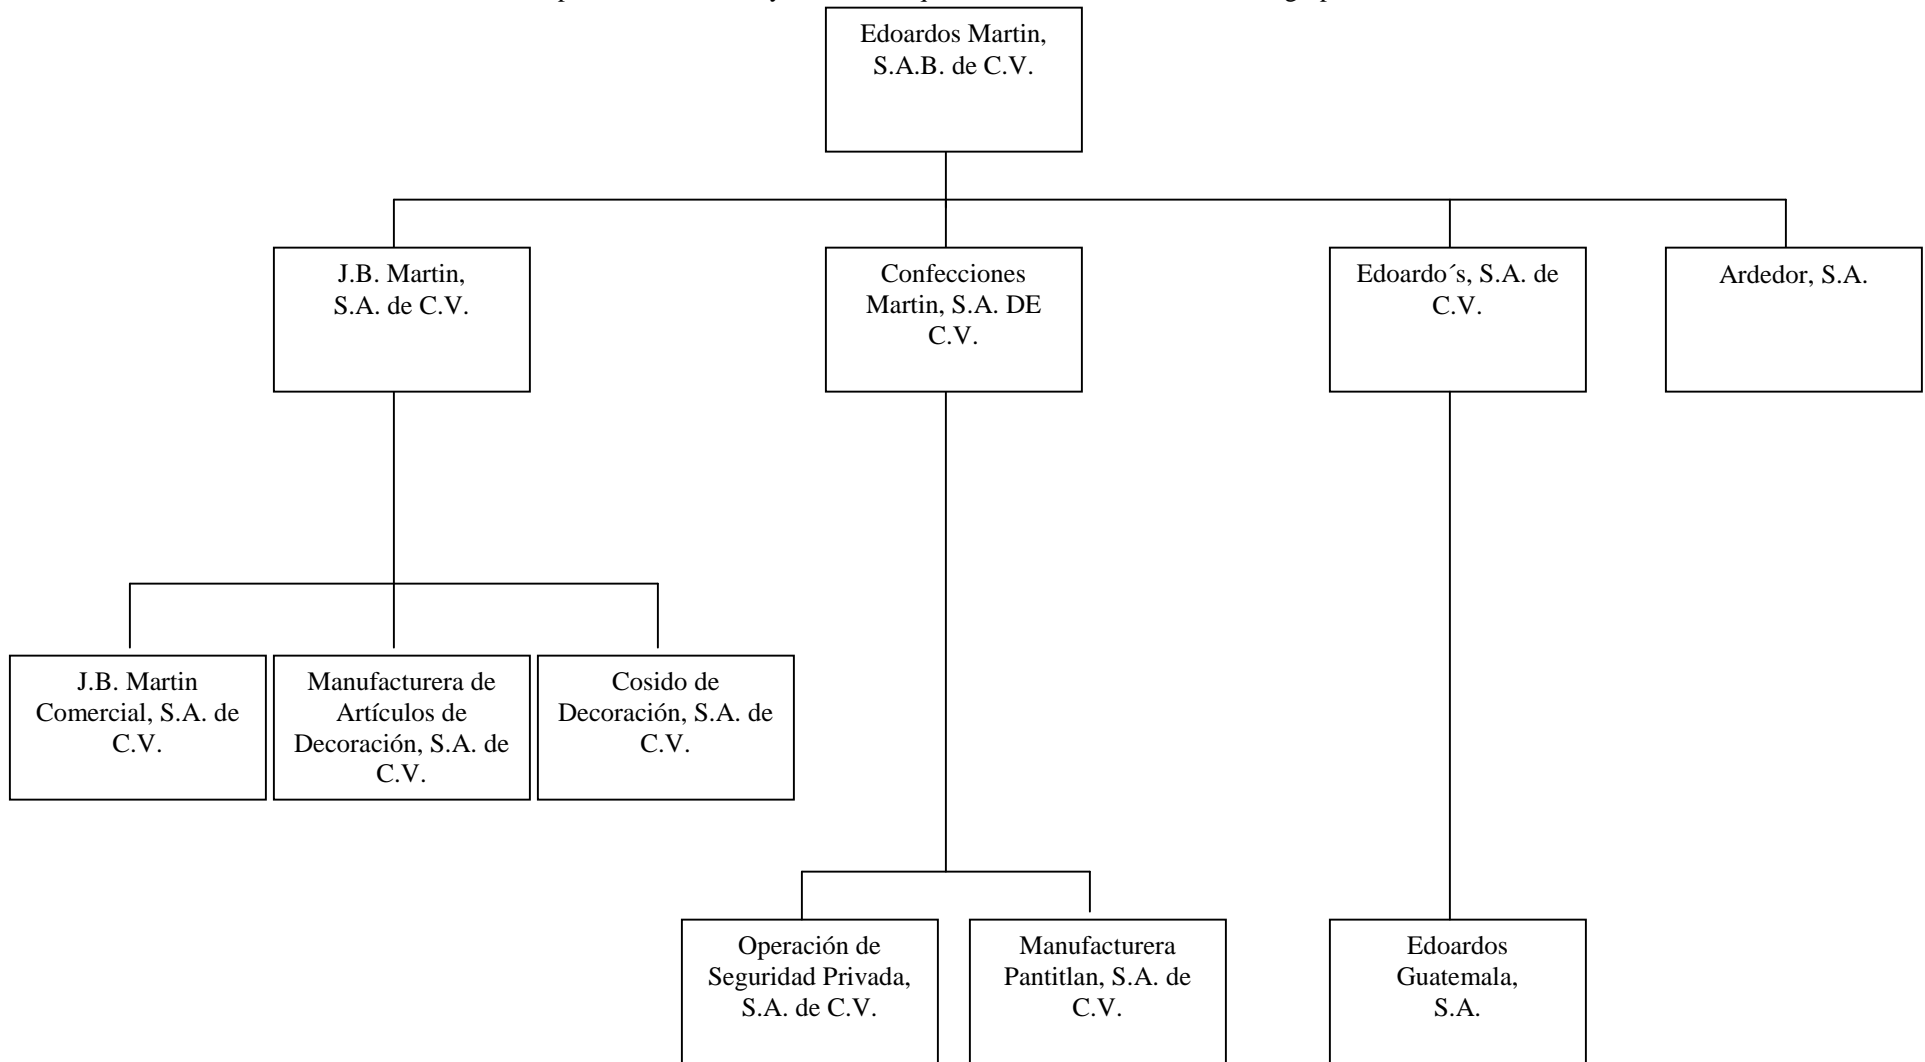 Edoardos Martin,
S.A.B. de C.V.
J.B. Martin,
S.A. de C.V.
Confecciones
Martin, S.A. DE
C.V.
Edoardo´s, S.A. de
C.V.
Ardedor, S.A.
J.B. Martin
Comercial, S.A. de
C.V.
Manufacturera de
Artículos de
Decoración, S.A. de
C.V.
Cosido de
Decoración, S.A. de
C.V.
Operación de
Seguridad Privada,
S.A. de C.V.
Manufacturera
Pantitlan, S.A. de
C.V.
Edoardos
Guatemala,
S.A.